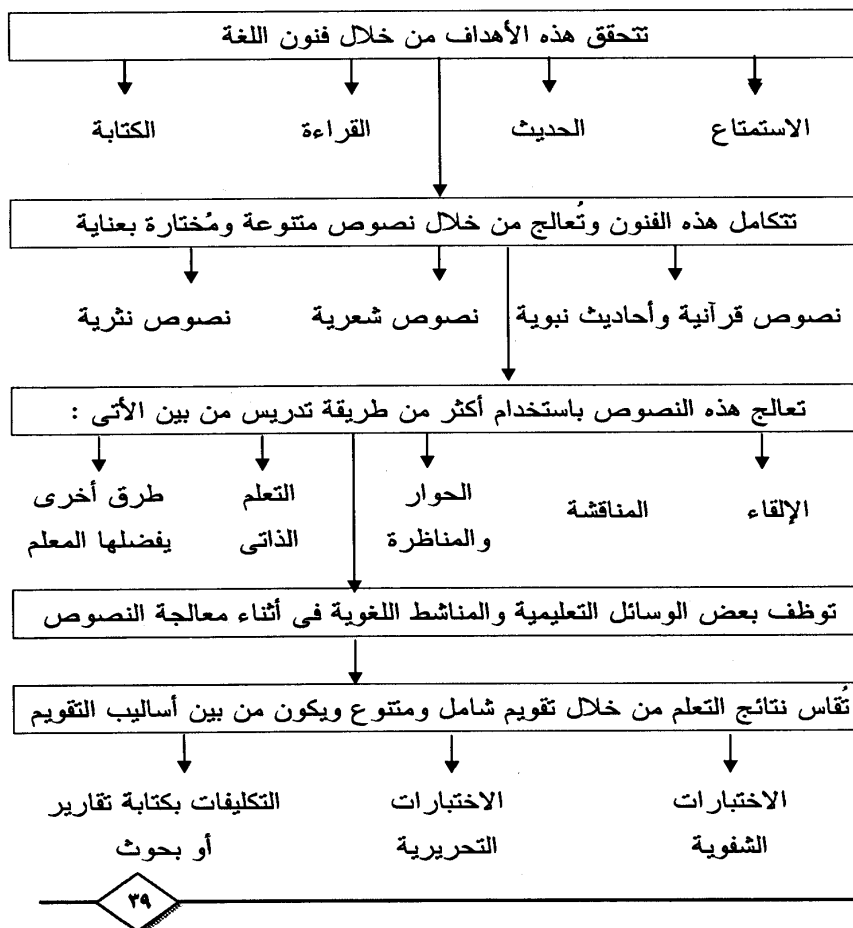 تتحقق هذه الأهداف من خلال فنون اللغة
الاستمتاع الحديث القراءة الكتابة
تتكامل هذه الفنون وتُعالج من خلال نصوص متنوعة ومُختارة بعناية
نصوص قرآنية وأحاديث نبوية نصوص شعرية نصوص نثرية
تعالج هذه النصوص باستخدام أكثر من طريقة تدريس من بين الأتى :
الإلقاء المناقشة الحوار التعلم طرق أخرى
والمناظرة الذاتى يفضلها المعلم
توظف بعض الوسائل التعليمية والمناشط اللغوية فى أثناء معالجة النصوص
تُقاس نتائج التعلم من خلال تقويم شامل ومتنوع ويكون من بين أساليب التقويم
الاختبارات الاختبارات التكليفات بكتابة تقارير
الشفوية التحريرية أو بحوث
٣٩